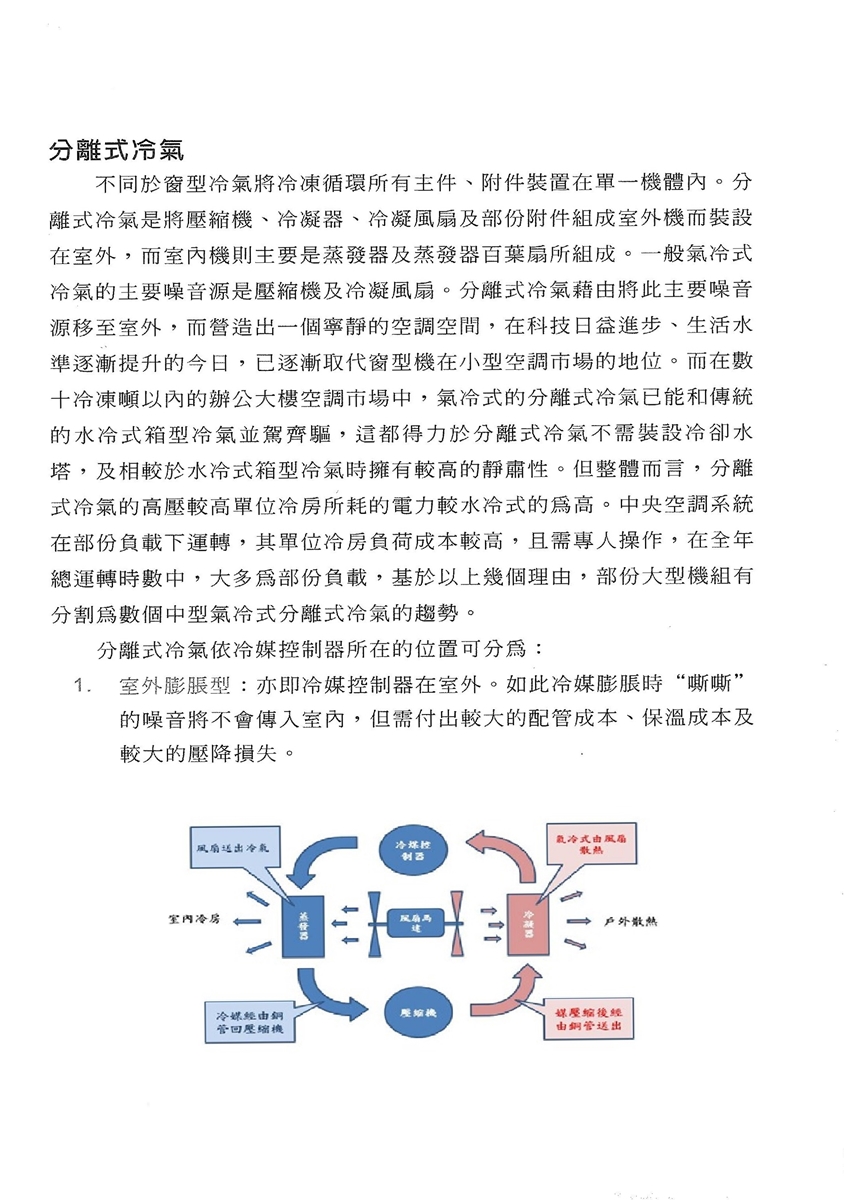 分離式冷氣
不同於窗型冷氣將冷凍循環所有主件、附件裝置在單一機體內。分
離式冷氣是將壓縮機、冷凝器、冷凝風扇及部份附件組成室外機而裝設
在室外，而室內機則主要是蒸發器及蒸發器百葉扇所組成。一般氣冷式
冷氣的主要噪音源是壓縮機及冷凝風扇。分離式冷氣藉由將此主要噪音
源移至室外，而營造出一個寧靜的空調空間，在科技日益進步、生活水
準逐漸提升的今日，已逐漸取代窗型機在小型空調市場的地位。而在數
十冷凍噸以內的辦公大樓空調市場中，氣冷式的分離式冷氣已能和傳統
的水冷式箱型冷氣並駕齊驅，這都得力於分離式冷氣不需裝設冷卻水
塔，及相較於水冷式箱型冷氣時擁有較高的靜肅性。但整體而言，分離
式冷氣的高壓較高單位冷房所耗的電力較水冷式的為高。中央空調系統
在部份負載下運轉，其單位冷房負荷成本較高，且需專人操作，在全年
總運轉時數中，大多為部份負載，基於以上幾個理由，部份大型機組有
分割為數個中型氣冷式分離式冷氣的趨勢。
分離式冷氣依冷媒控制器所在的位置可分為：
1. 室外膨脹型：亦即冷媒控制器在室外。如此冷媒膨脹時“嘶嘶”
的噪音將不會傳入室內，但需付出較大的配管成本、保溫成本及
較大的壓降損失。
風扇送出冷氣
冷媒控
制器
氣冷式由風扇
散熱
室內冷房
蒸發器
風扇馬
達
冷凝器
戶外散熱
冷媒經由銅
管回壓縮機
壓縮機
媒壓縮後經
由銅管送出